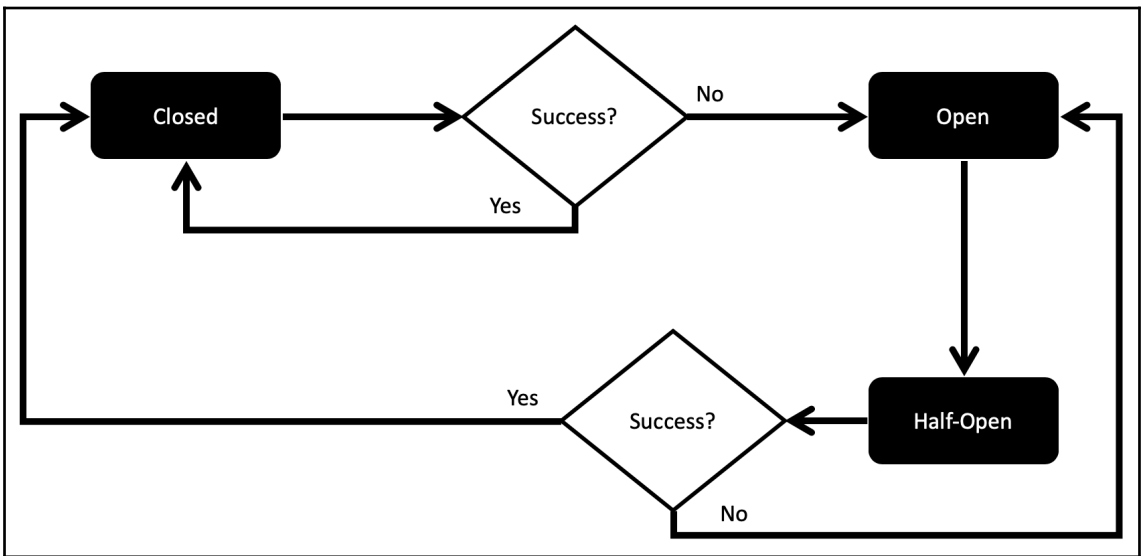 Closed
Success?
No
Open
Yes
Yes
Success?
Half-Open
No